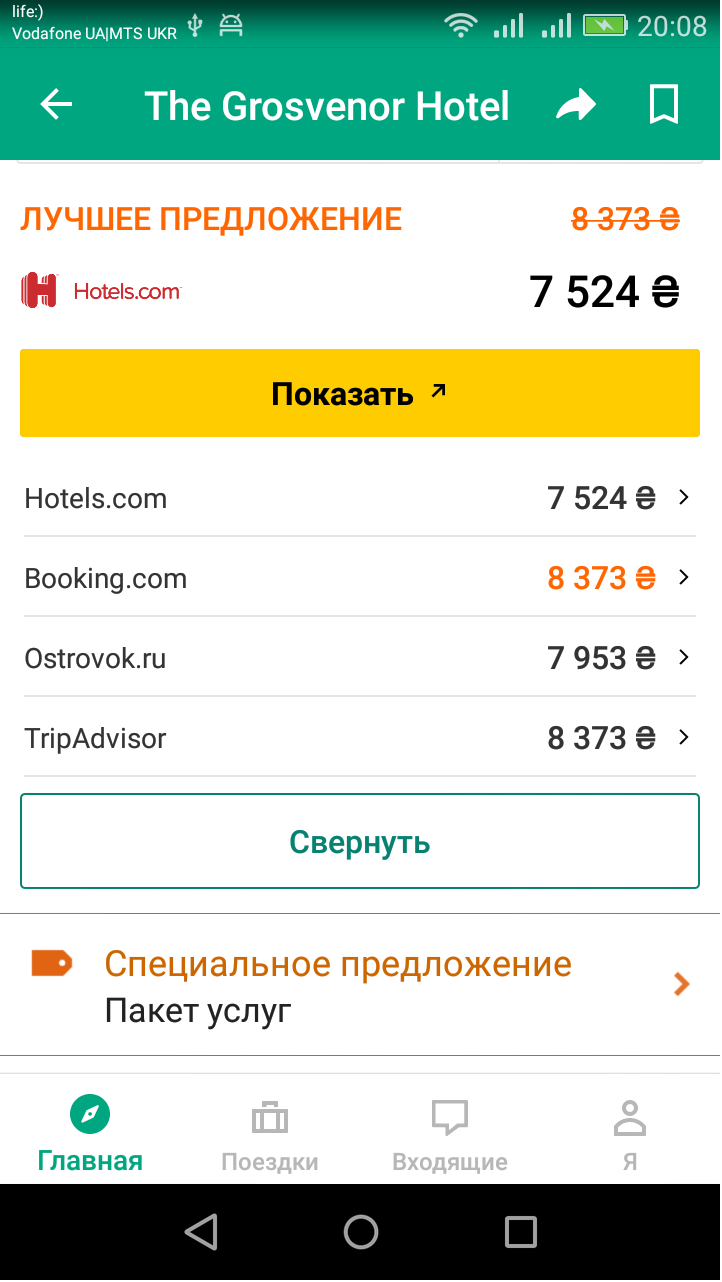 life:)
Vodafone UA|MTS UKR
20:08
The Grosvenor Hotel
ЛУЧШЕЕ ПРЕДЛОЖЕНИЕ 8 373 ₴
Hotels.com 7 524 ₴
Показать
Hotels.com 7 524 ₴
Booking.com 8 373 ₴
Ostrovok.ru 7 953 ₴
TripAdvisor 8 373 ₴
Свернуть
Специальное предложение
Пакет услуг
Главная Поездки Входящие Я